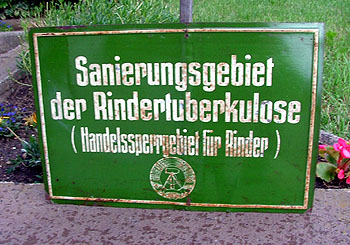 Sanierungsgebiet
der Rindertuberkulose
( Handelssperrgebiet für Rinder )